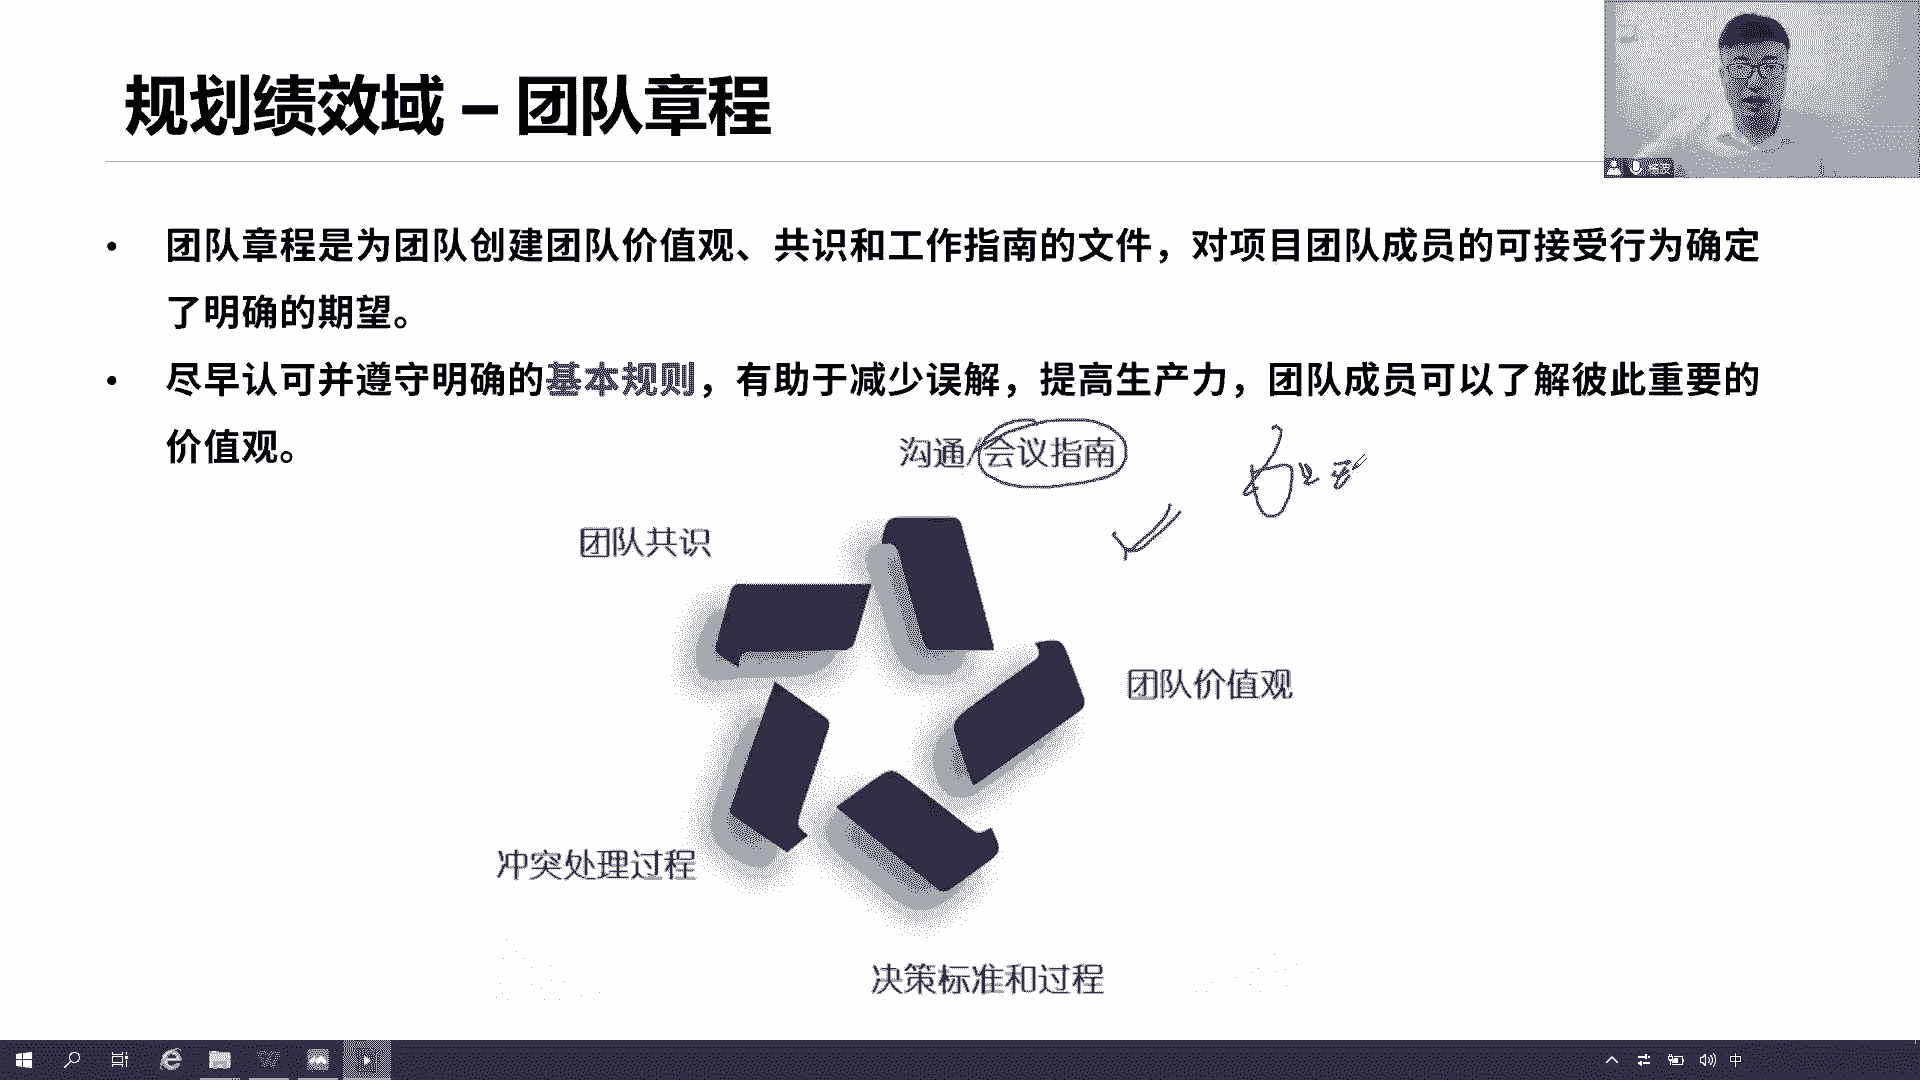 规划绩效域 – 团队章程
杨波
• 团队章程是为团队创建团队价值观、共识和工作指南的文件，对项目团队成员的可接受行为确定
了明确的期望。
• 尽早认可并遵守明确的基本规则，有助于减少误解，提高生产力，团队成员可以了解彼此重要的
价值观。
沟通/会议指南
团队共识
团队价值观
冲突处理过程
决策标准和过程
中